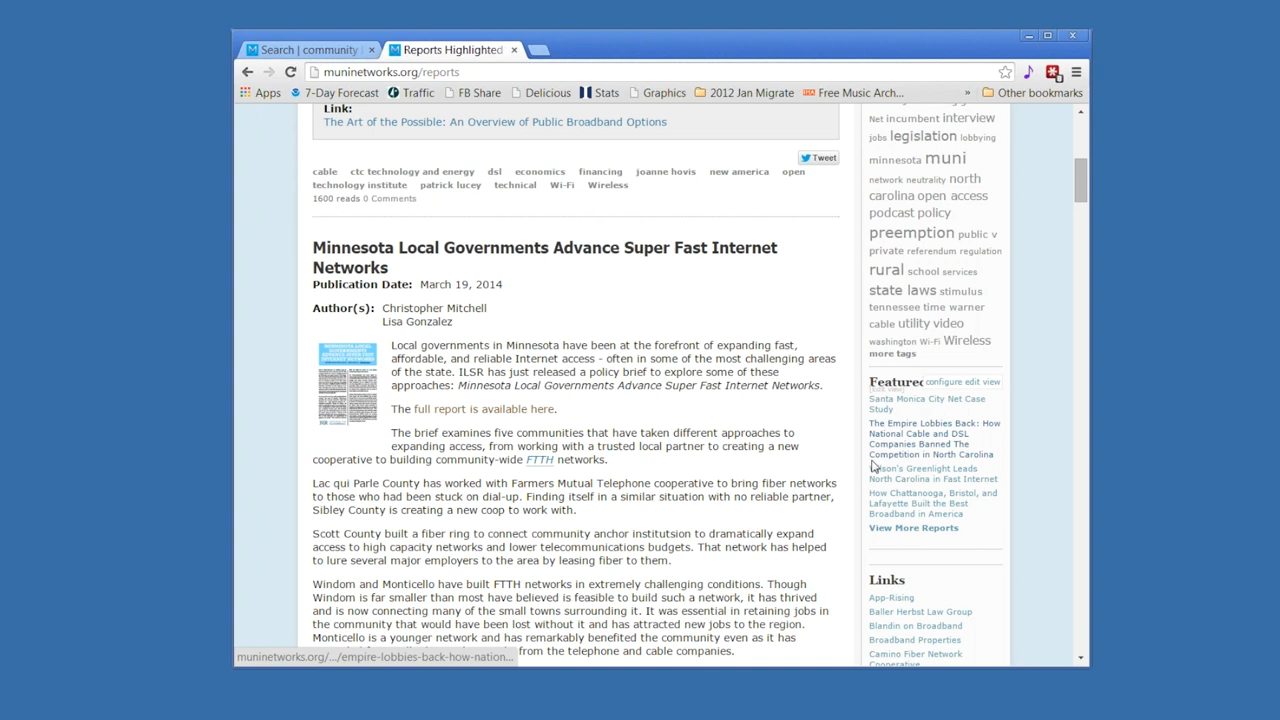 Search | community
Reports Highlighted
muninetworks.org/reports
Apps
7-Day Forecast
Traffic
FB Share
Delicious
Stats
Graphics
2012 Jan Migrate
Free Music Arch...
»
Other bookmarks
Link:
The Art of the Possible: An Overview of Public Broadband Options
Tweet
cable ctc technology and energy dsl economics financing joanne hovis new america open
technology institute patrick lucey technical Wi-Fi Wireless
1600 reads 0 Comments
Minnesota Local Governments Advance Super Fast Internet
Networks
Publication Date: March 19, 2014
Author(s): Christopher Mitchell
Lisa Gonzalez
Local governments in Minnesota have been at the forefront of expanding fast,
affordable, and reliable Internet access - often in some of the most challenging areas
of the state. ILSR has just released a policy brief to explore some of these
approaches: Minnesota Local Governments Advance Super Fast Internet Networks.
The full report is available here.
The brief examines five communities that have taken different approaches to
expanding access, from working with a trusted local partner to creating a new
cooperative to building community-wide FTTH networks.
Lac qui Parle County has worked with Farmers Mutual Telephone cooperative to bring fiber networks
to those who had been stuck on dial-up. Finding itself in a similar situation with no reliable partner,
Sibley County is creating a new coop to work with.
Scott County built a fiber ring to connect community anchor institutsion to dramatically expand
access to high capacity networks and lower telecommunications budgets. That network has helped
to lure several major employers to the area by leasing fiber to them.
Windom and Monticello have built FTTH networks in extremely challenging conditions. Though
Windom is far smaller than most have believed is feasible to build such a network, it has thrived
and is now connecting many of the small towns surrounding it. It was essential in retaining jobs in
the community that would have been lost without it and has attracted new jobs to the region.
Monticello is a younger network and has remarkably benefited the community even as it has
from the telephone and cable companies.
muninetworks.org/.../empire-lobbies-back-how-nation...
Net incumbent interview
jobs legislation lobbying
minnesota muni
network neutrality north
carolina open access
podcast policy
preemption public v
private referendum regulation
rural school services
state laws stimulus
tennessee time warner
cable utility video
washington Wi-Fi Wireless
more tags
Featured configure edit view
Santa Monica City Net Case
Study
The Empire Lobbies Back: How
National Cable and DSL
Companies Banned The
Competition in North Carolina
Wilson's Greenlight Leads
North Carolina in Fast Internet
How Chattanooga, Bristol, and
Lafayette Built the Best
Broadband in America
View More Reports
Links
App-Rising
Baller Herbst Law Group
Blandin on Broadband
Broadband Properties
Camino Fiber Network
Cooperative